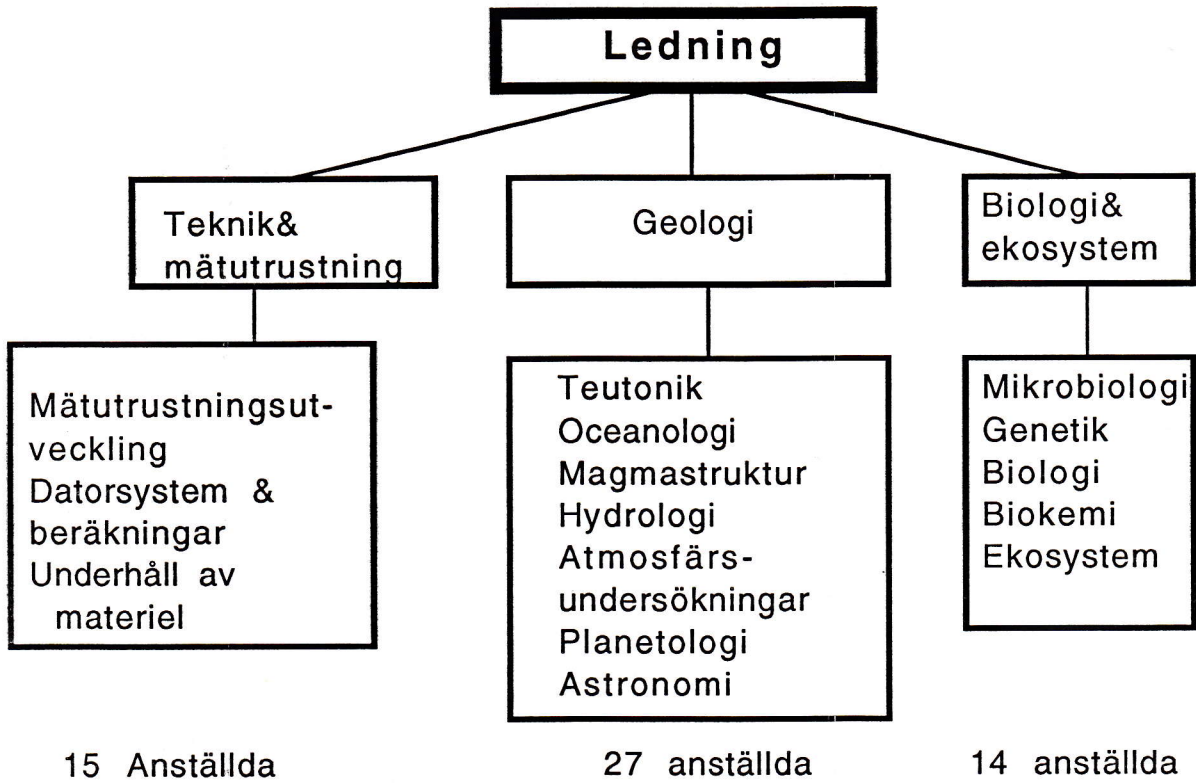 Ledning
Teknik&
mätutrustning
Geologi
Biologi&
ekosystem
Mätutrustningsut-
veckling
Datorsystem &
beräkningar
Underhåll av
materiel
Teutonik
Oceanologi
Magmastruktur
Hydrologi
Atmosfärs-
undersökningar
Planetologi
Astronomi
Mikrobiologi
Genetik
Biologi
Biokemi
Ekosystem
15 Anställda
27 anställda
14 anställda